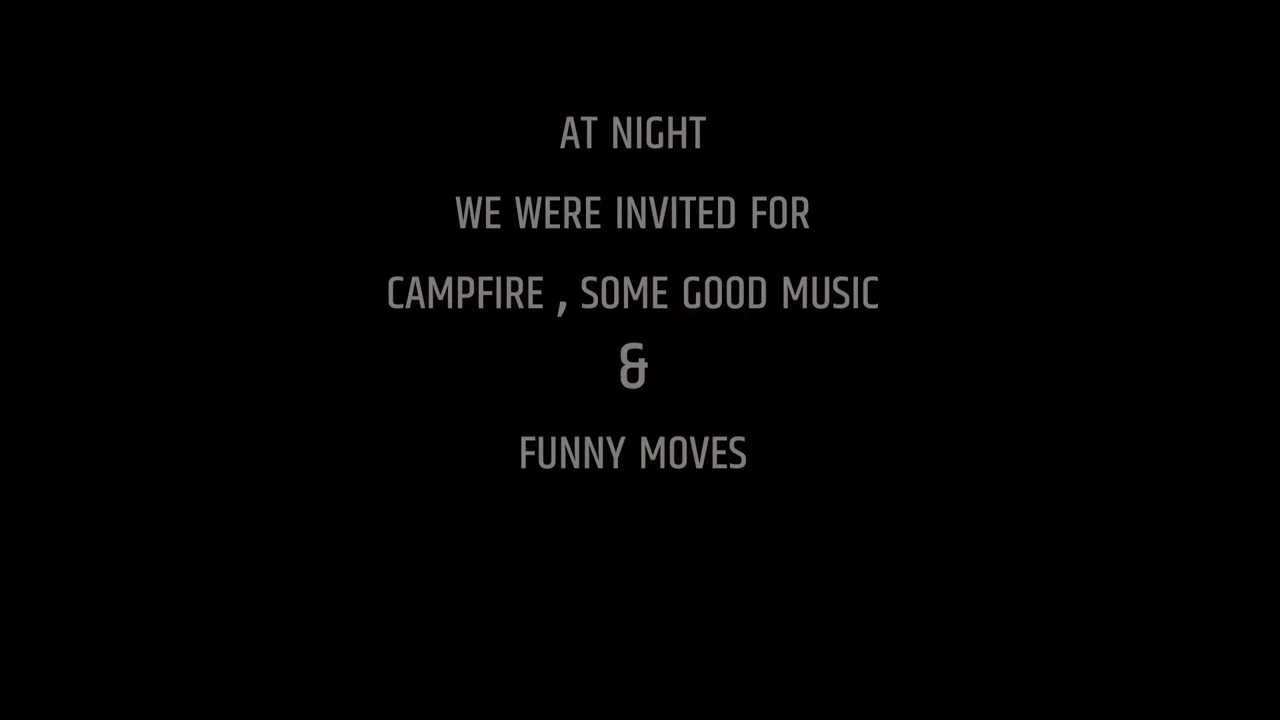 AT NIGHT
WE WERE INVITED FOR
CAMPFIRE , SOME GOOD MUSIC
&
FUNNY MOVES